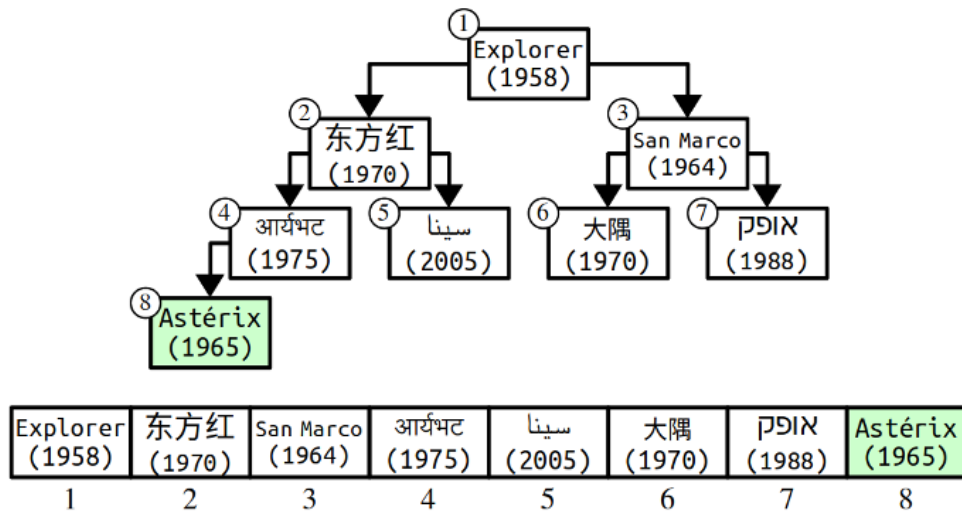 1
Explorer
(1958)
2
东方红
(1970)
3
San Marco
(1964)
4
आर्यभट
(1975)
5
سينا
(2005)
6
大隅
(1970)
7
אופק
(1988)
8
Astérix
(1965)
Explorer 东方红 San Marco आर्यभट سينا 大隅 אופק Astérix
(1958) (1970) (1964) (1975) (2005) (1970) (1988) (1965)
1 2 3 4 5 6 7 8